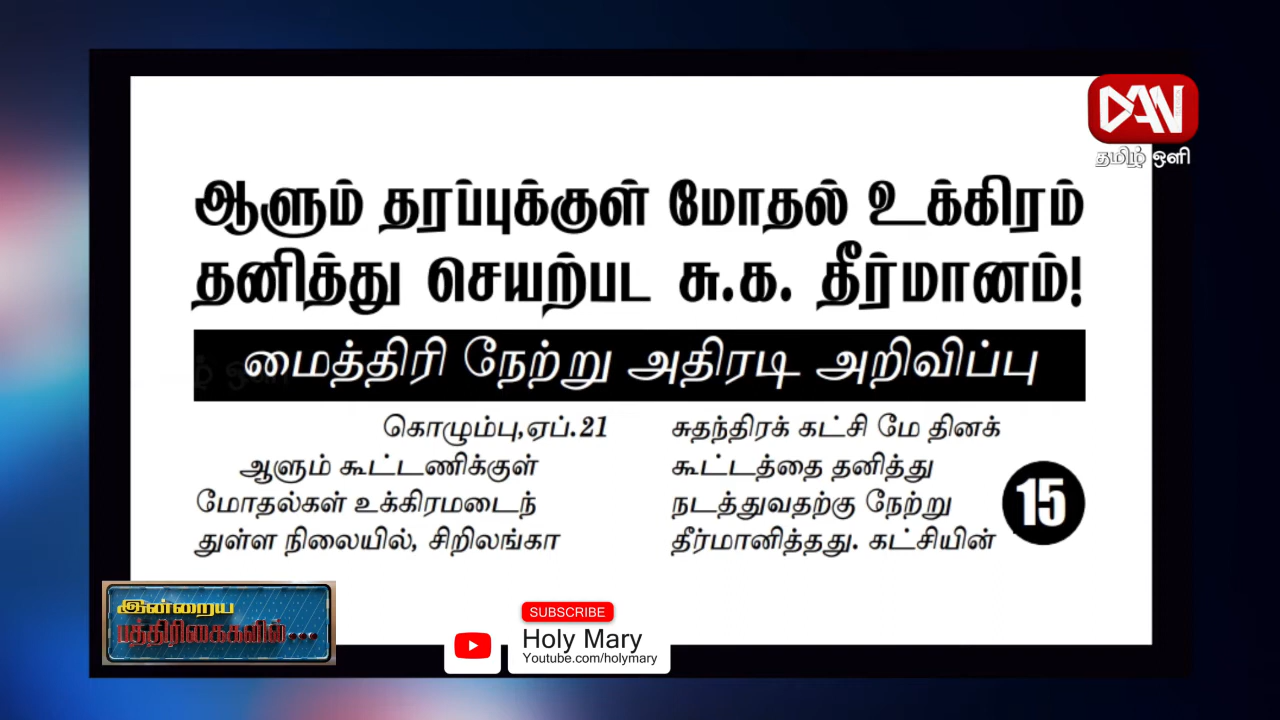 DAN
தமிழ் ஒளி
ஆளும் தரப்புக்குள் மோதல் உக்கிரம்
தனித்து செயற்பட சு.க. தீர்மானம்!
மைத்திரி நேற்று அதிரடி அறிவிப்பு
கொழும்பு,ஏப்.21
ஆளும் கூட்டணிக்குள்
மோதல்கள் உக்கிரமடைந்
துள்ள நிலையில், சிறிலங்கா
சுதந்திரக் கட்சி மே தினக்
கூட்டத்தை தனித்து
நடத்துவதற்கு நேற்று
தீர்மானித்தது. கட்சியின்
15
இன்றைய
பத்திரிகைகளில்...
SUBSCRIBE
Holy Mary
Youtube.com/holymary